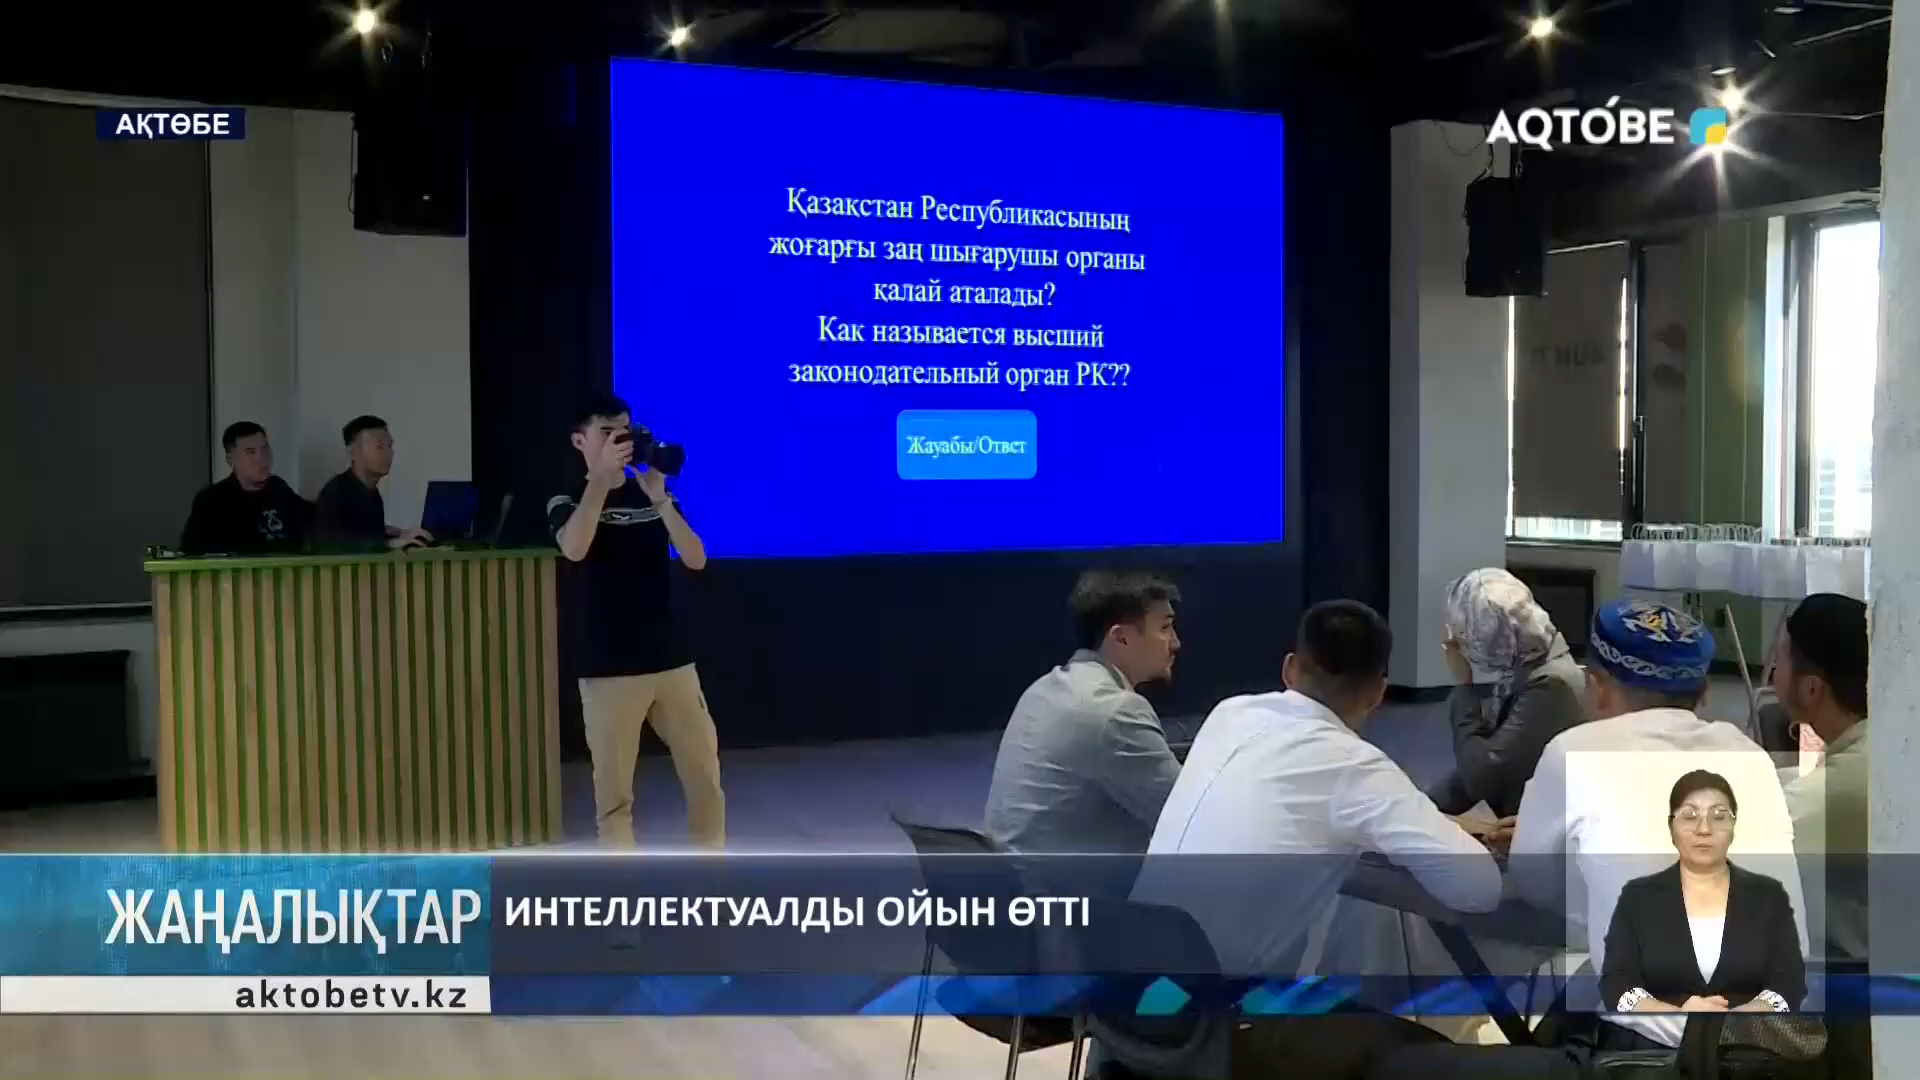 АҚТӨБЕ
AQTÓBE
Қазақстан Республикасының
жоғарғы заң шығарушы органы
қалай аталады?
Как называется высший
законодательный орган РК??
Жауабы/Ответ
ЖАҢАЛЫҚТАР
ИНТЕЛЛЕКТУАЛДЫ ОЙЫН ӨТТІ
aktobetv.kz